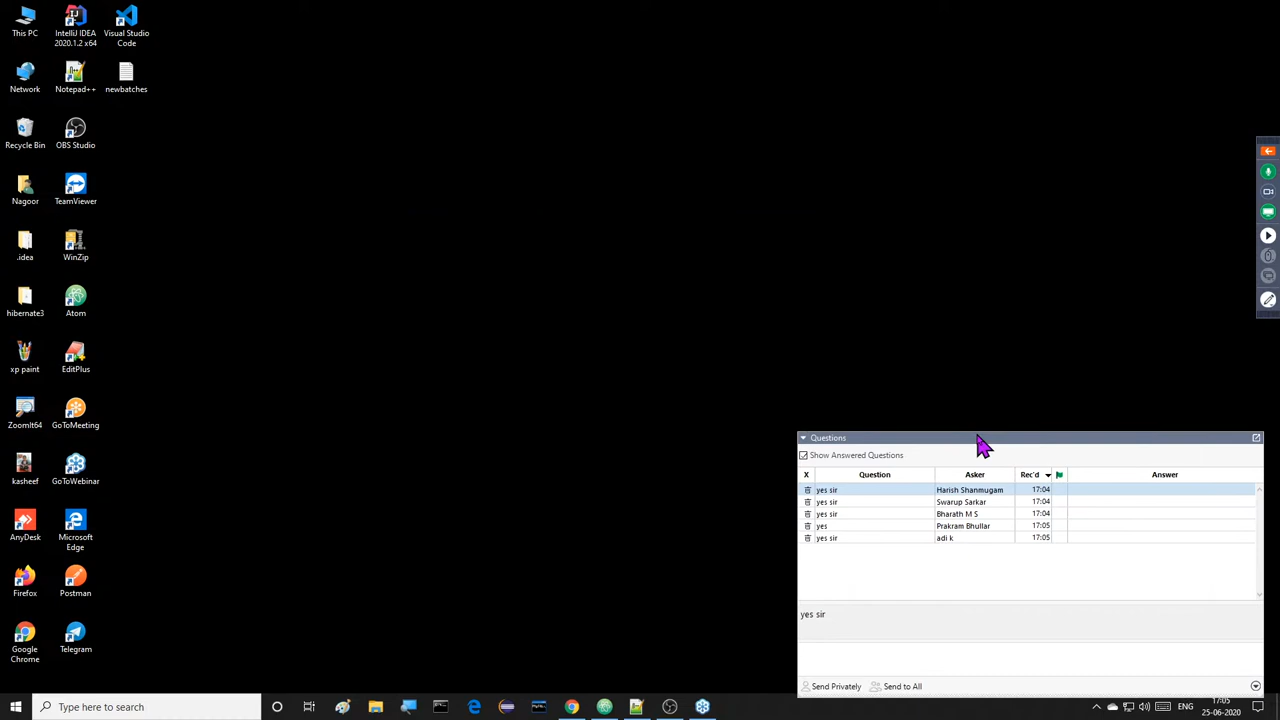 This PC
IntelliJ IDEA
2020.1.2 x64
Visual Studio
Code
Network
Notepad++
newbatches
Recycle Bin
OBS Studio
Nagoor
TeamViewer
.idea
WinZip
hibernate3
Atom
xp paint
EditPlus
ZoomIt64
GoToMeeting
kasheef
GoToWebinar
AnyDesk
Microsoft
Edge
Firefox
Postman
Google
Chrome
Telegram
Questions
Show Answered Questions
X Question Asker Rec'd Answer
yes sir Harish Shanmugam 17:04
yes sir Swarup Sarkar 17:04
yes sir Bharath M S 17:04
yes Prakram Bhullar 17:05
yes sir adi k 17:05
yes sir
Send Privately Send to All
Type here to search
ENG
17:05
25-06-2020